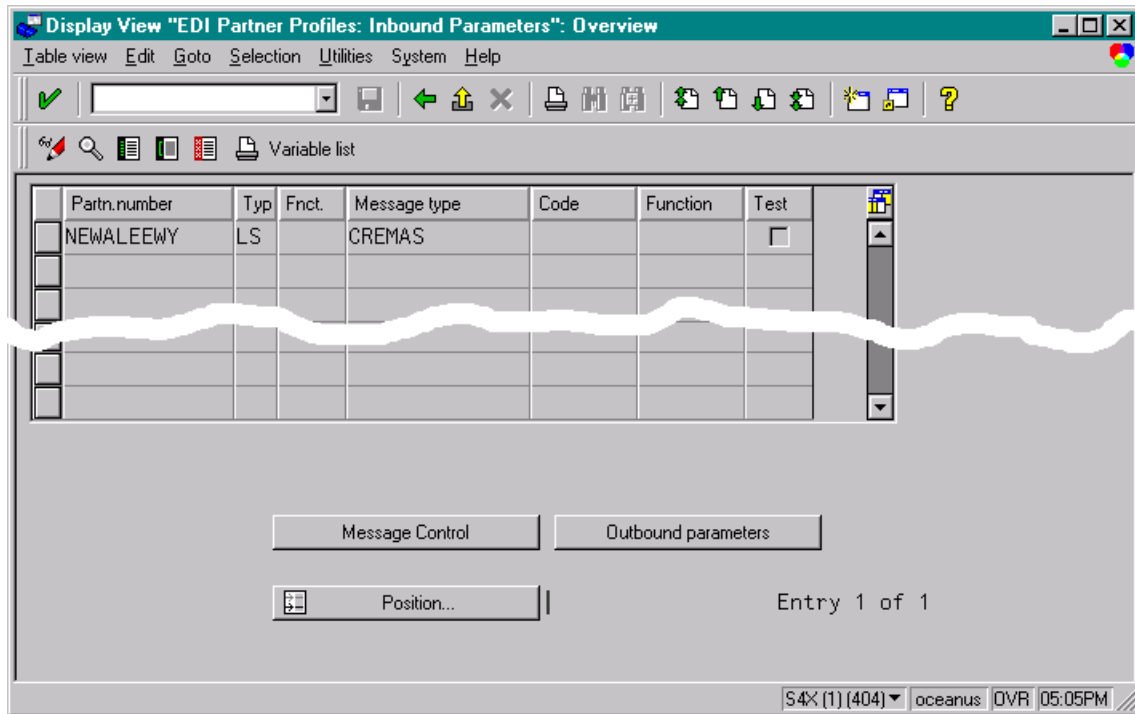 Display View "EDI Partner Profiles: Inbound Parameters": Overview
Table view Edit Goto Selection Utilities System Help
Variable list
Partn.number Typ Fnct. Message type Code Function Test
NEWALEEWY LS CREMAS
Message Control Outbound parameters
Position... Entry 1 of 1
S4X (1) (404) oceanus OVR 05:05PM